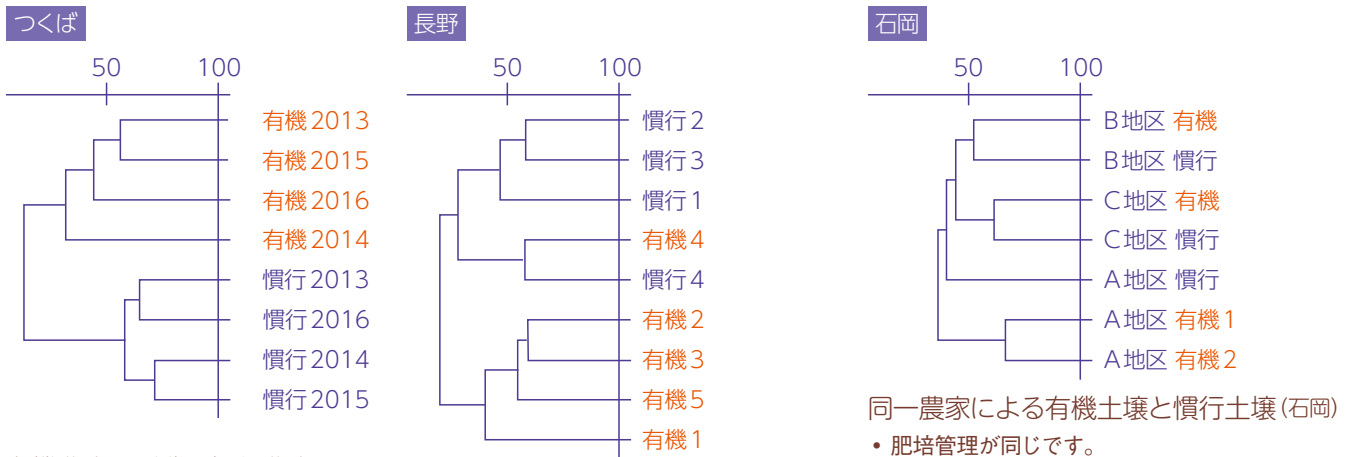 つくば
50 100
有機2013
有機2015
有機2016
有機2014
慣行2013
慣行2016
慣行2014
慣行2015
長野
50 100
慣行2
慣行3
慣行1
有機4
慣行4
有機2
有機3
有機5
有機1
石岡
50 100
B地区 有機
B地区 慣行
C地区 有機
C地区 慣行
A地区 慣行
A地区 有機1
A地区 有機2
同一農家による有機土壌と慣行土壌(石岡)
• 肥培管理が同じです。